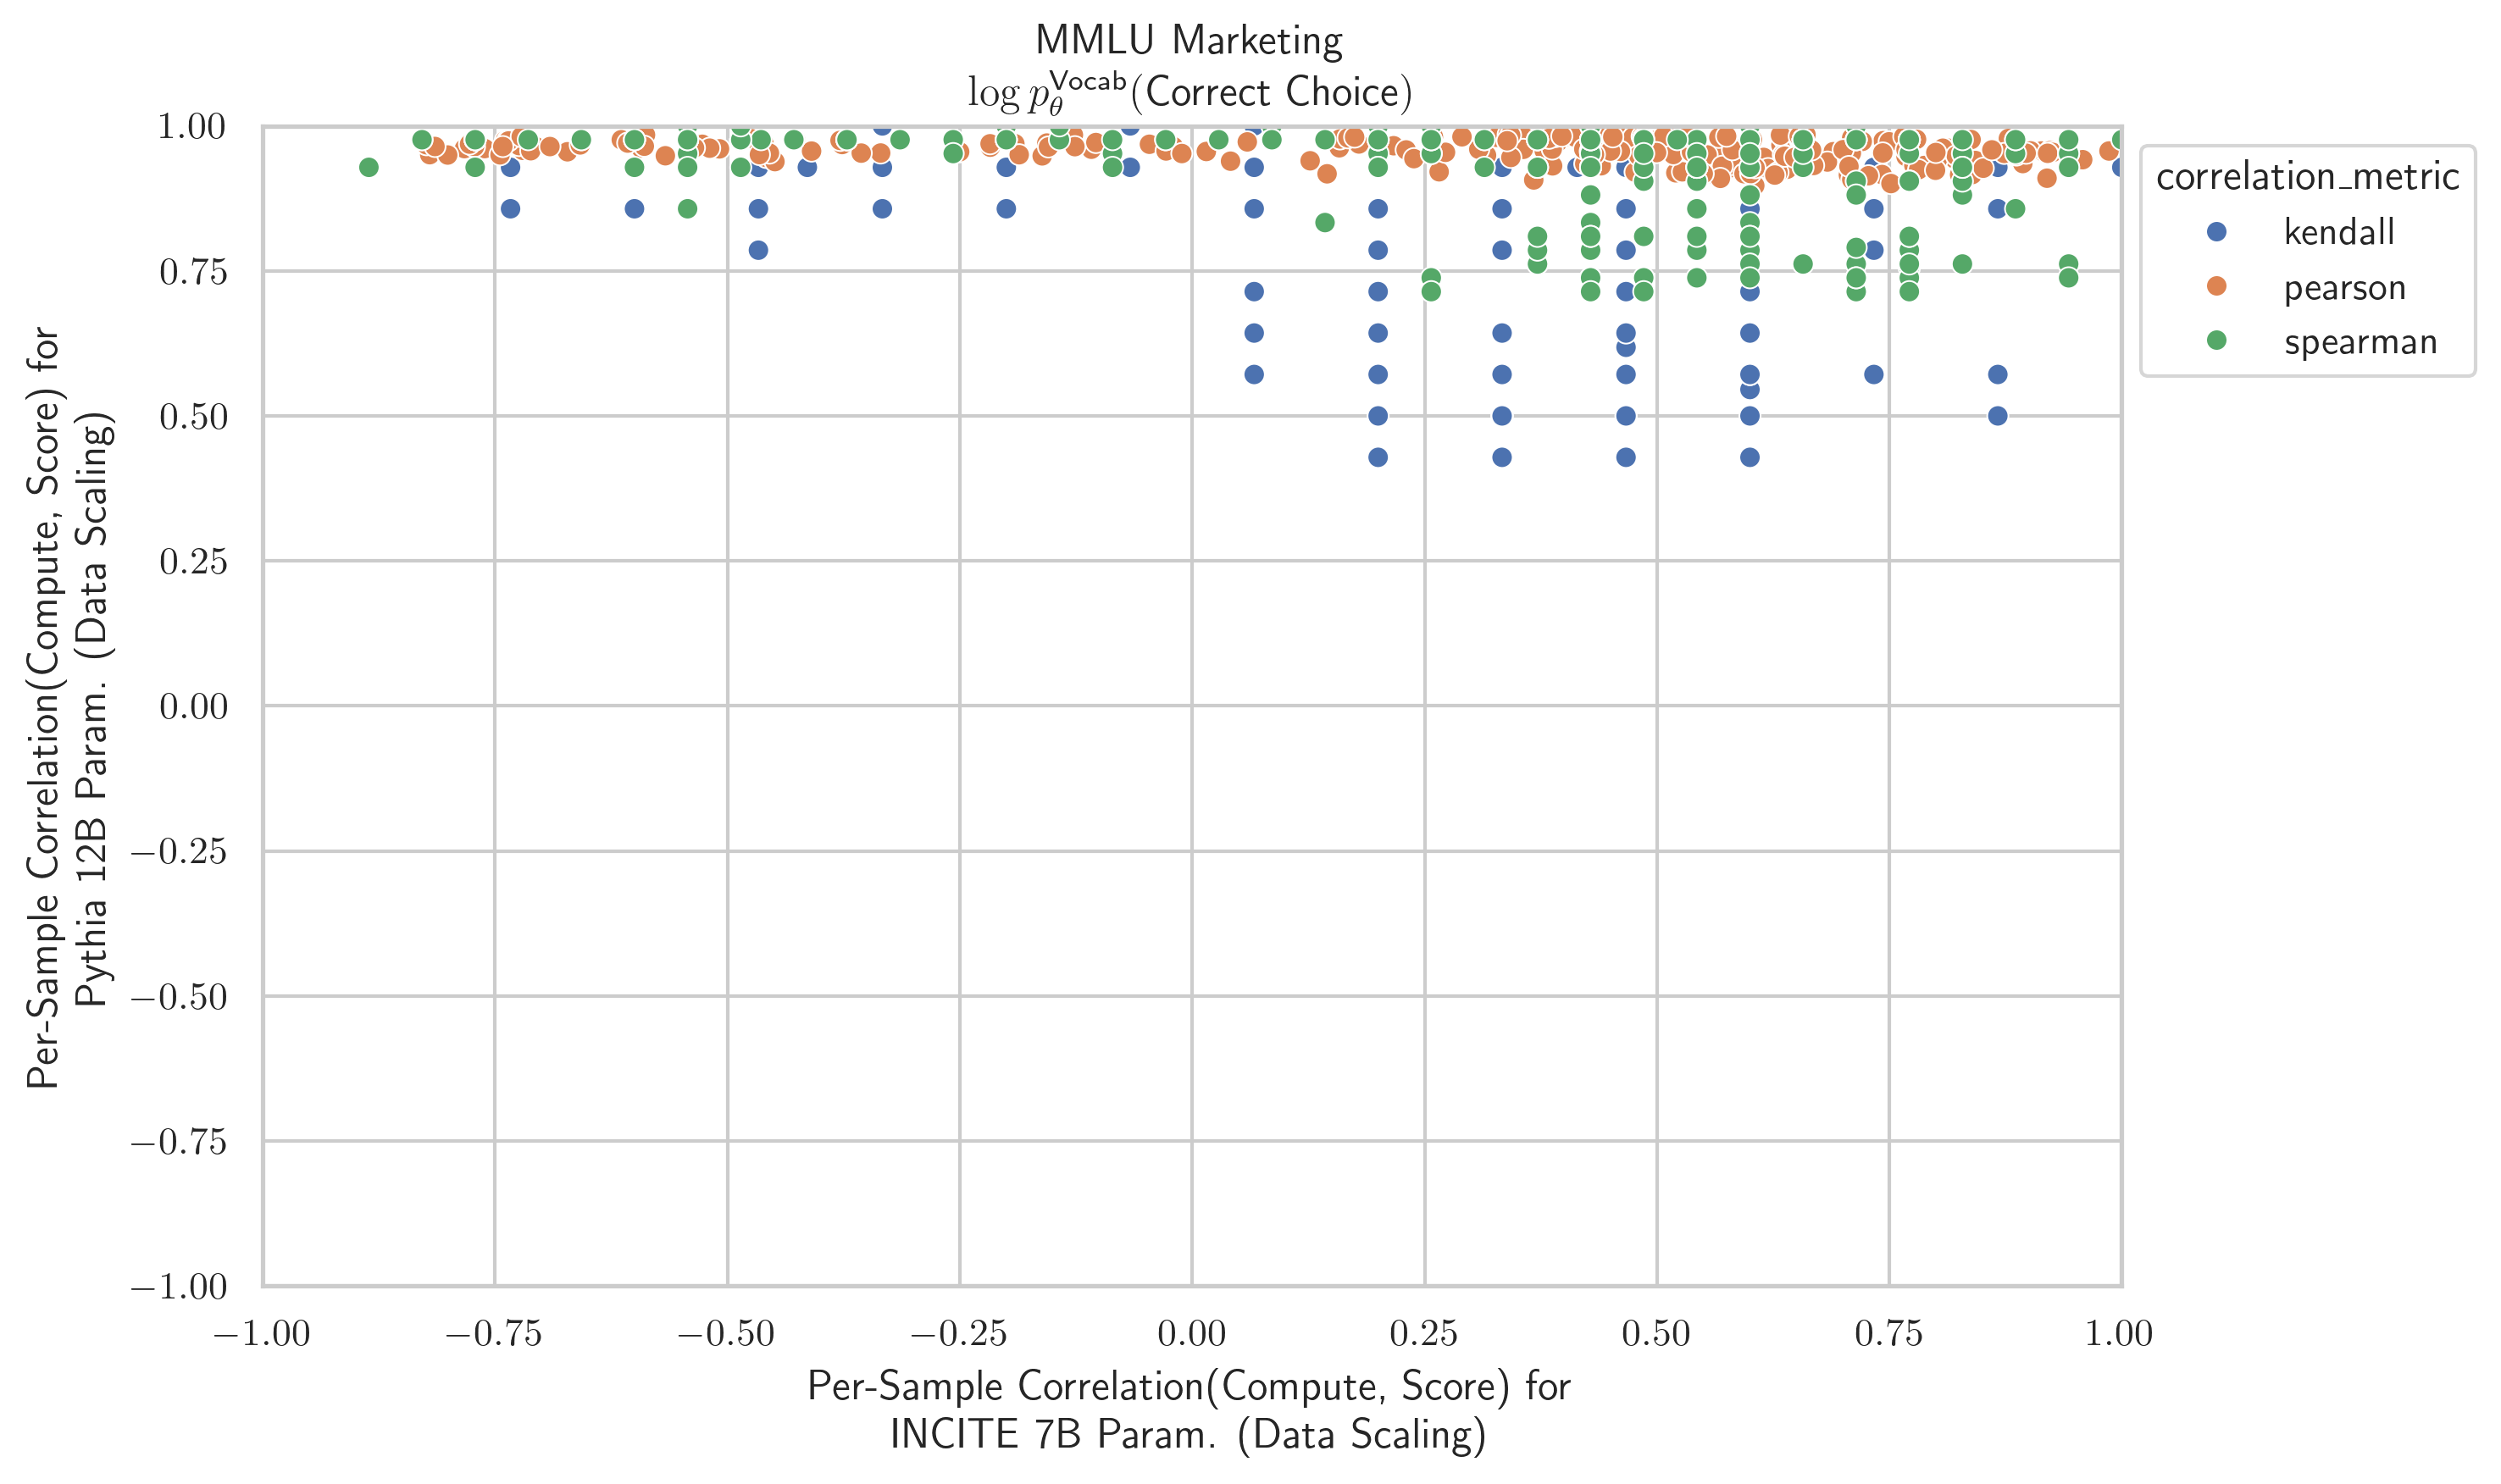 MMLU Marketing
log p_θ^Vocab(Correct Choice)
1.00
0.75
0.50
0.25
0.00
−0.25
−0.50
−0.75
−1.00
Per-Sample Correlation(Compute, Score) for
Pythia 12B Param. (Data Scaling)
correlation_metric
kendall
pearson
spearman
−1.00 −0.75 −0.50 −0.25 0.00 0.25 0.50 0.75 1.00
Per-Sample Correlation(Compute, Score) for
INCITE 7B Param. (Data Scaling)